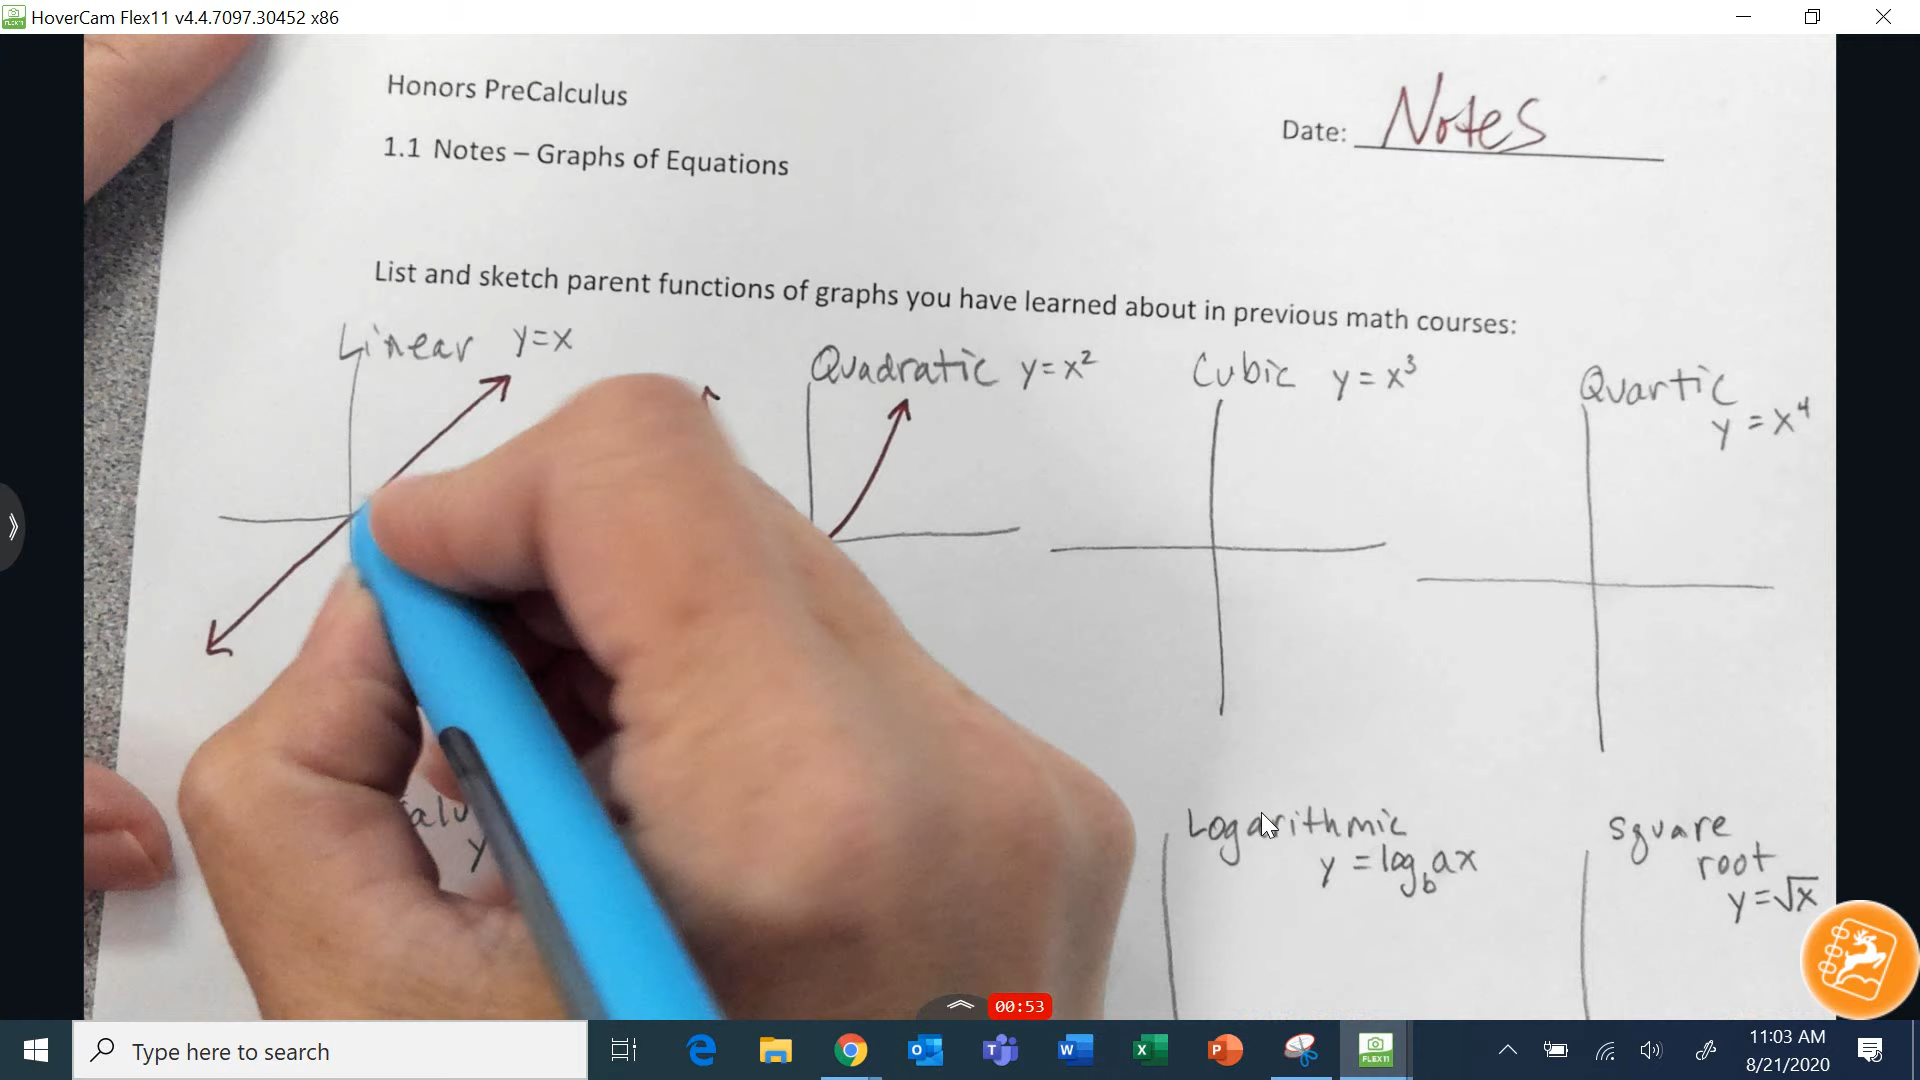 HoverCam Flex11 v4.4.7097.30452 x86
Honors PreCalculus
Date: Notes
1.1 Notes – Graphs of Equations
List and sketch parent functions of graphs you have learned about in previous math courses:
Linear y=x
Quadratic y=x²
Cubic y=x³
Quartic
y=x⁴
Logarithmic
y=log_b ax
square
root
y=√x
00:53
Type here to search
FLEX11
11:03 AM
8/21/2020